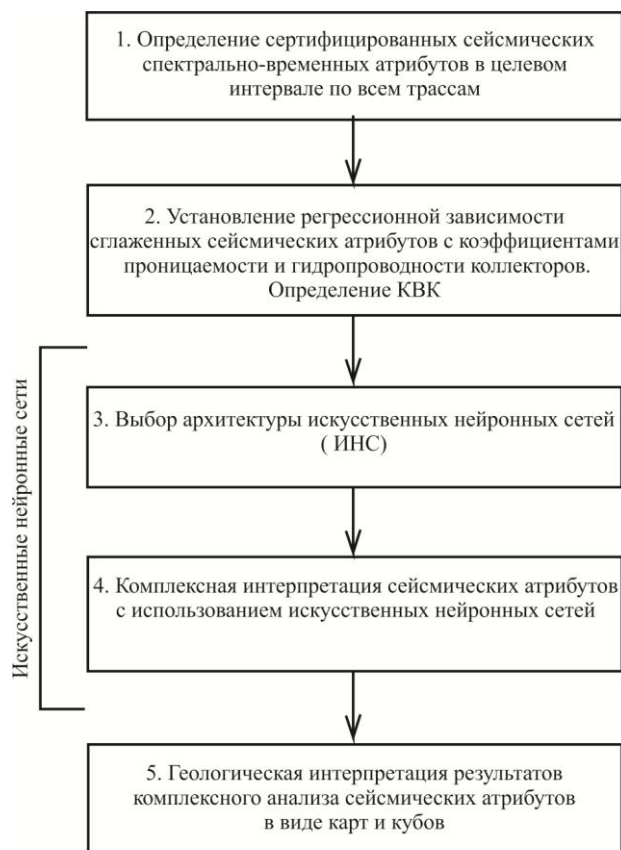 1. Определение сертифицированных сейсмических
спектрально-временных атрибутов в целевом
интервале по всем трассам
2. Установление регрессионной зависимости
сглаженных сейсмических атрибутов с коэффициентами
проницаемости и гидропроводности коллекторов.
Определение КВК
Искусственные нейронные сети
3. Выбор архитектуры искусственных нейронных сетей
( ИНС)
4. Комплексная интерпретация сейсмических атрибутов
с использованием искусственных нейронных сетей
5. Геологическая интерпретация результатов
комплексного анализа сейсмических атрибутов
в виде карт и кубов